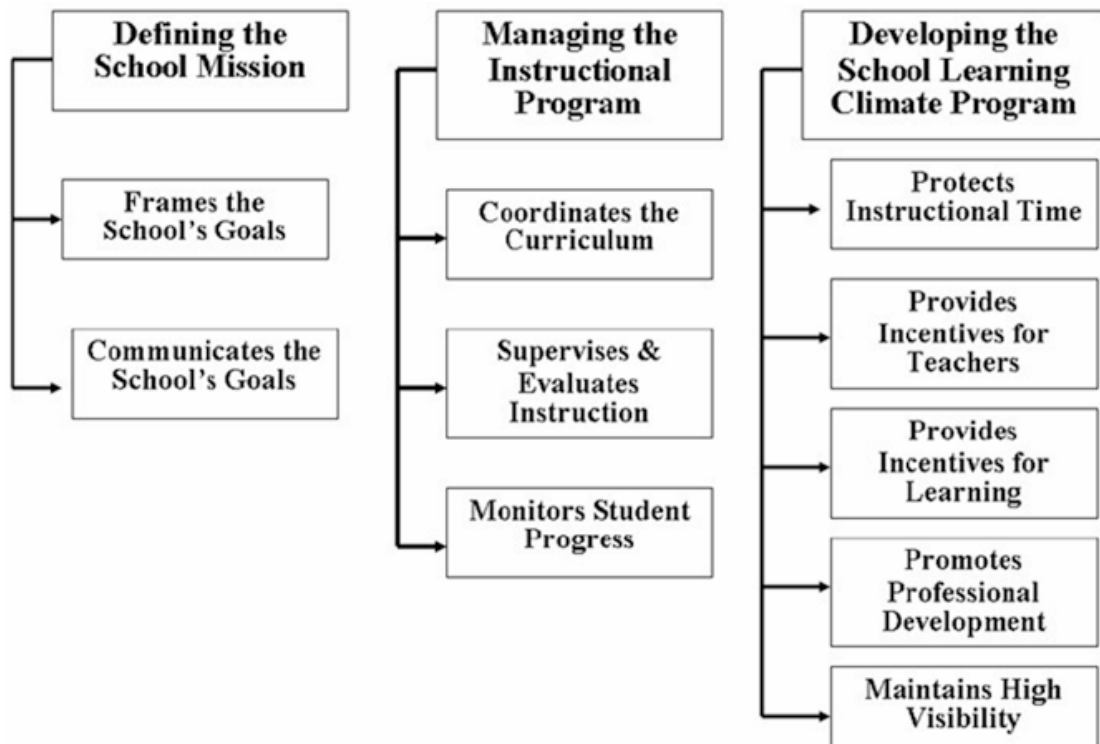 Defining the
School Mission
Frames the
School's Goals
Communicates the
School's Goals
Managing the
Instructional
Program
Coordinates the
Curriculum
Supervises &
Evaluates
Instruction
Monitors Student
Progress
Developing the
School Learning
Climate Program
Protects
Instructional Time
Provides
Incentives for
Teachers
Provides
Incentives for
Learning
Promotes
Professional
Development
Maintains High
Visibility